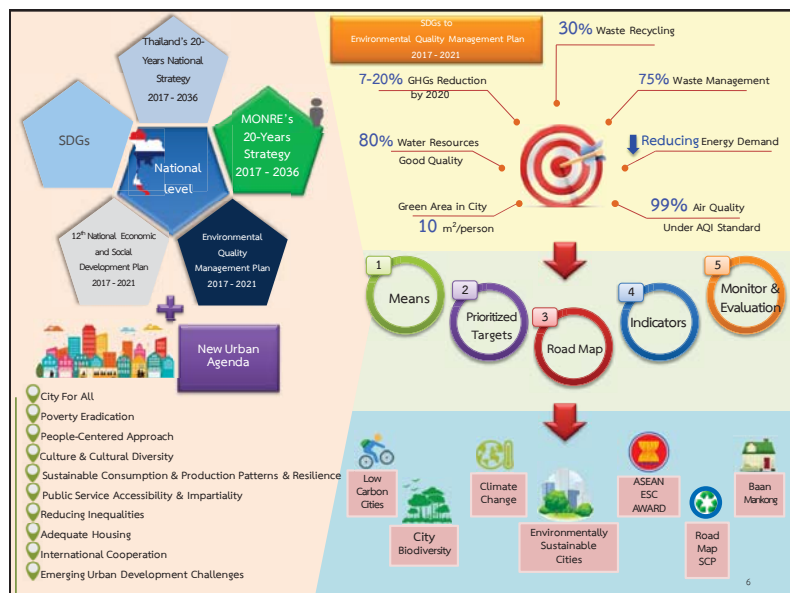 Thailand's 20-
Years National
Strategy
2017 - 2036
SDGs
MONRE's
20-Years
Strategy
2017 - 2036
National
level
12th National Economic
and Social
Development Plan
2017 - 2021
Environmental
Quality
Management Plan
2017 - 2021
New Urban
Agenda
City For All
Poverty Eradication
People-Centered Approach
Culture & Cultural Diversity
Sustainable Consumption & Production Patterns & Resilience
Public Service Accessibility & Impartiality
Reducing Inequalities
Adequate Housing
International Cooperation
Emerging Urban Development Challenges
SDGs to
Environmental Quality Management Plan
2017 - 2021
30% Waste Recycling
7-20% GHGs Reduction
by 2020
75% Waste Management
80% Water Resources
Good Quality
Reducing Energy Demand
Green Area in City
10 m²/person
99% Air Quality
Under AQI Standard
1
Means
2
Prioritized
Targets
3
Road Map
4
Indicators
5
Monitor &
Evaluation
Low
Carbon
Cities
City
Biodiversity
Climate
Change
Environmentally
Sustainable
Cities
ASEAN
ESC
AWARD
Road
Map
SCP
Baan
Mankong
6